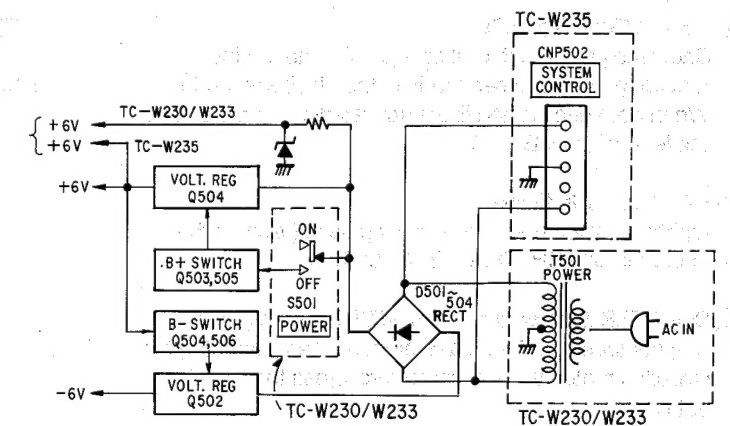 TC-W235
CNP502
SYSTEM
CONTROL
TC-W230/W233
+6V
+6V
TC-W235
+6V
VOLT. REG
Q504
ON
B+ SWITCH
Q503,505
OFF
S501
POWER
D501~504
RECT
T501
POWER
AC IN
B- SWITCH
Q504,506
-6V
VOLT. REG
Q502
TC-W230/W233
TC-W230/W233